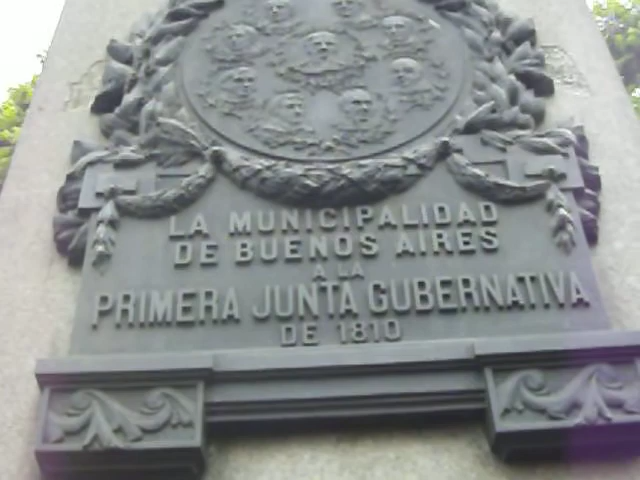 LA MUNICIPALIDAD
DE BUENOS AIRES
A LA
PRIMERA JUNTA GUBERNATIVA
DE 1810